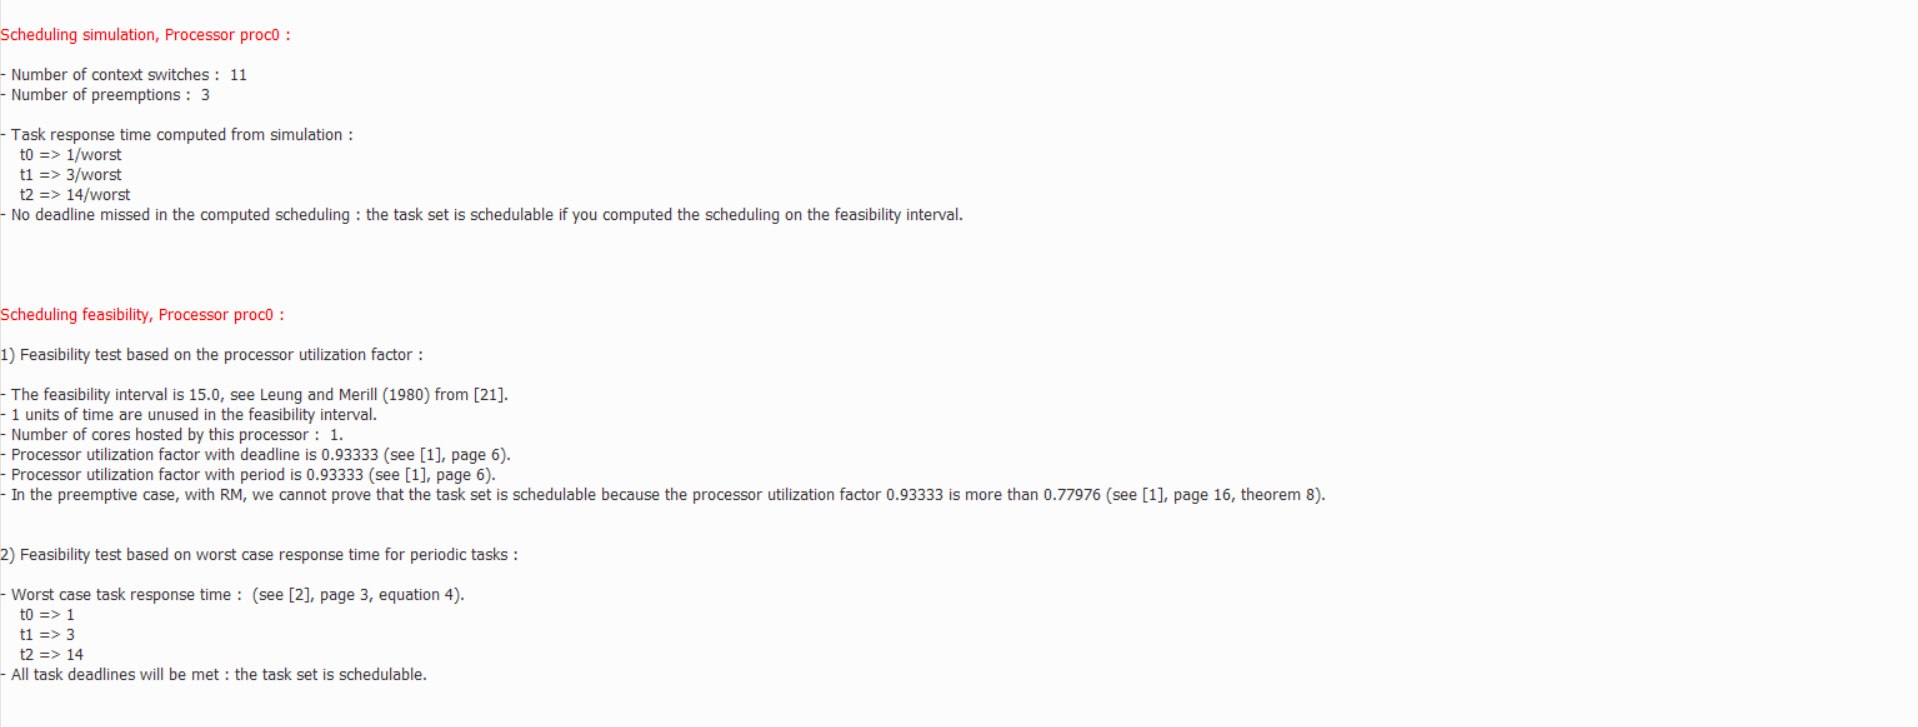 Scheduling simulation, Processor proc0 :
- Number of context switches :  11
- Number of preemptions :  3
- Task response time computed from simulation :
t0 => 1/worst
t1 => 3/worst
t2 => 14/worst
- No deadline missed in the computed scheduling : the task set is schedulable if you computed the scheduling on the feasibility interval.
Scheduling feasibility, Processor proc0 :
1) Feasibility test based on the processor utilization factor :
- The feasibility interval is 15.0, see Leung and Merill (1980) from [21].
- 1 units of time are unused in the feasibility interval.
- Number of cores hosted by this processor :  1.
- Processor utilization factor with deadline is 0.93333 (see [1], page 6).
- Processor utilization factor with period is 0.93333 (see [1], page 6).
- In the preemptive case, with RM, we cannot prove that the task set is schedulable because the processor utilization factor 0.93333 is more than 0.77976 (see [1], page 16, theorem 8).
2) Feasibility test based on worst case response time for periodic tasks :
- Worst case task response time :  (see [2], page 3, equation 4).
t0 => 1
t1 => 3
t2 => 14
- All task deadlines will be met : the task set is schedulable.